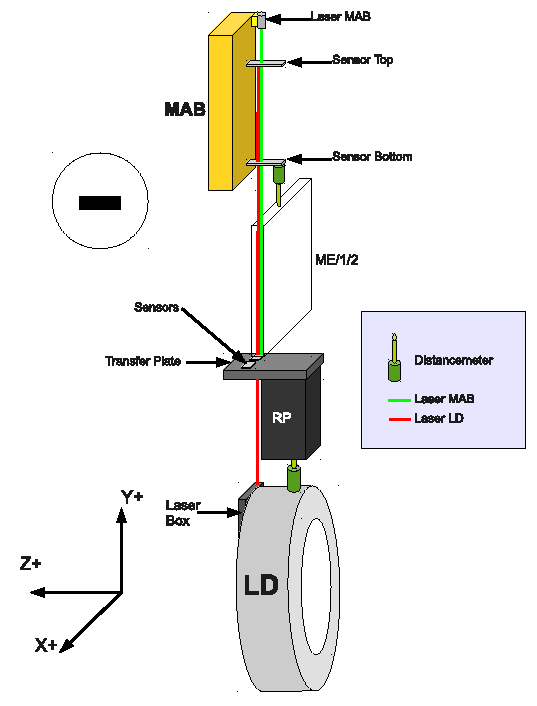 Laser MAB
Sensor Top
MAB
Sensor Bottom
ME/1/2
Sensors
Transfer Plate
Distancemeter
Laser MAB
Laser LD
RP
Laser
Box
Y+
LD
Z+
X+